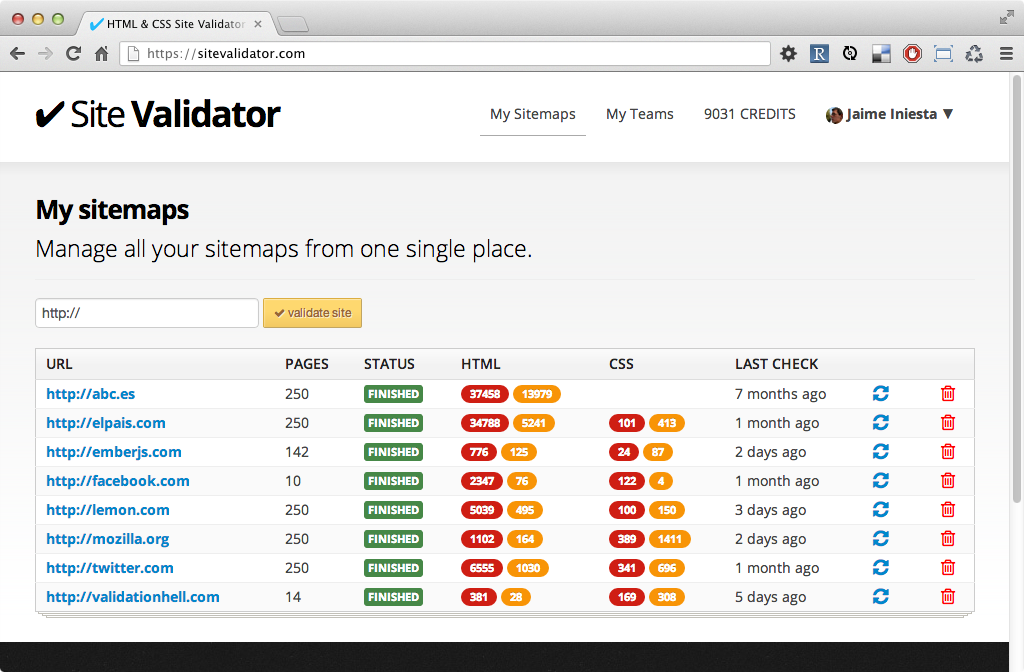 HTML & CSS Site Validator
https://sitevalidator.com
R
✔ Site Validator
My Sitemaps My Teams 9031 CREDITS Jaime Iniesta ▼
My sitemaps
Manage all your sitemaps from one single place.
http:// ✔ validate site
URL PAGES STATUS HTML CSS LAST CHECK
http://abc.es 250 FINISHED 37458 13979 7 months ago
http://elpais.com 250 FINISHED 34788 5241 101 413 1 month ago
http://emberjs.com 142 FINISHED 776 125 24 87 2 days ago
http://facebook.com 10 FINISHED 2347 76 122 4 1 month ago
http://lemon.com 250 FINISHED 5039 495 100 150 3 days ago
http://mozilla.org 250 FINISHED 1102 164 389 1411 2 days ago
http://twitter.com 250 FINISHED 6555 1030 341 696 1 month ago
http://validationhell.com 14 FINISHED 381 28 169 308 5 days ago